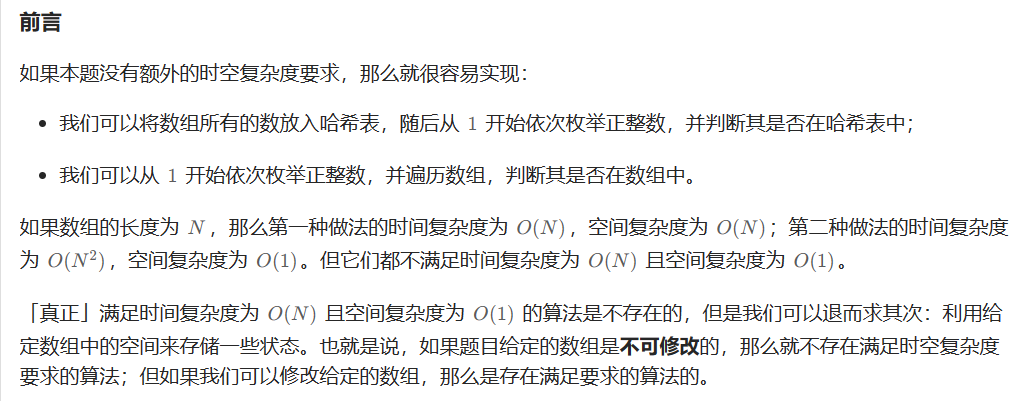 前言
如果本题没有额外的时空复杂度要求，那么就很容易实现：
• 我们可以将数组所有的数放入哈希表，随后从 1 开始依次枚举正整数，并判断其是否在哈希表中；
• 我们可以从 1 开始依次枚举正整数，并遍历数组，判断其是否在数组中。
如果数组的长度为 N，那么第一种做法的时间复杂度为 O(N)，空间复杂度为 O(N)；第二种做法的时间复杂度
为 O(N²)，空间复杂度为 O(1)。但它们都不满足时间复杂度为 O(N) 且空间复杂度为 O(1)。
「真正」满足时间复杂度为 O(N) 且空间复杂度为 O(1) 的算法是不存在的，但是我们可以退而求其次：利用给
定数组中的空间来存储一些状态。也就是说，如果题目给定的数组是不可修改的，那么就不存在满足时空复杂度
要求的算法；但如果我们可以修改给定的数组，那么是存在满足要求的算法的。